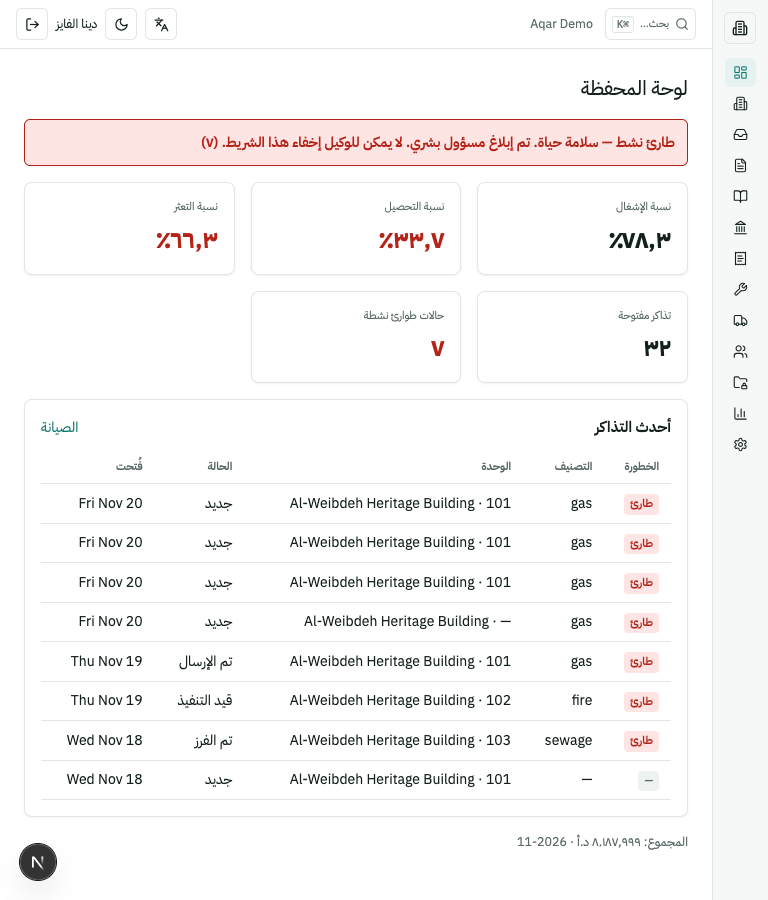 بحث... ⌘K
Aqar Demo
دينا الفايز
لوحة المحفظة
طارئ نشط — سلامة حياة. تم إبلاغ مسؤول بشري. لا يمكن للوكيل إخفاء هذا الشريط. (٧)
نسبة الإشغال
٧٨,٣٪
نسبة التحصيل
٣٣,٧٪
نسبة التعثر
٦٦,٣٪
تذاكر مفتوحة
٣٢
حالات طوارئ نشطة
٧
أحدث التذاكر
الصيانة
الخطورة التصنيف الوحدة الحالة فُتحت
طارئ gas Al-Weibdeh Heritage Building · 101 جديد Fri Nov 20
طارئ gas Al-Weibdeh Heritage Building · 101 جديد Fri Nov 20
طارئ gas Al-Weibdeh Heritage Building · 101 جديد Fri Nov 20
طارئ gas Al-Weibdeh Heritage Building · — جديد Fri Nov 20
طارئ gas Al-Weibdeh Heritage Building · 101 تم الإرسال Thu Nov 19
طارئ fire Al-Weibdeh Heritage Building · 102 قيد التنفيذ Thu Nov 19
طارئ sewage Al-Weibdeh Heritage Building · 103 تم الفرز Wed Nov 18
— — Al-Weibdeh Heritage Building · 101 جديد Wed Nov 18
المجموع: ٨,١٨٧,٩٩٩ د.أ · 2026-11
N